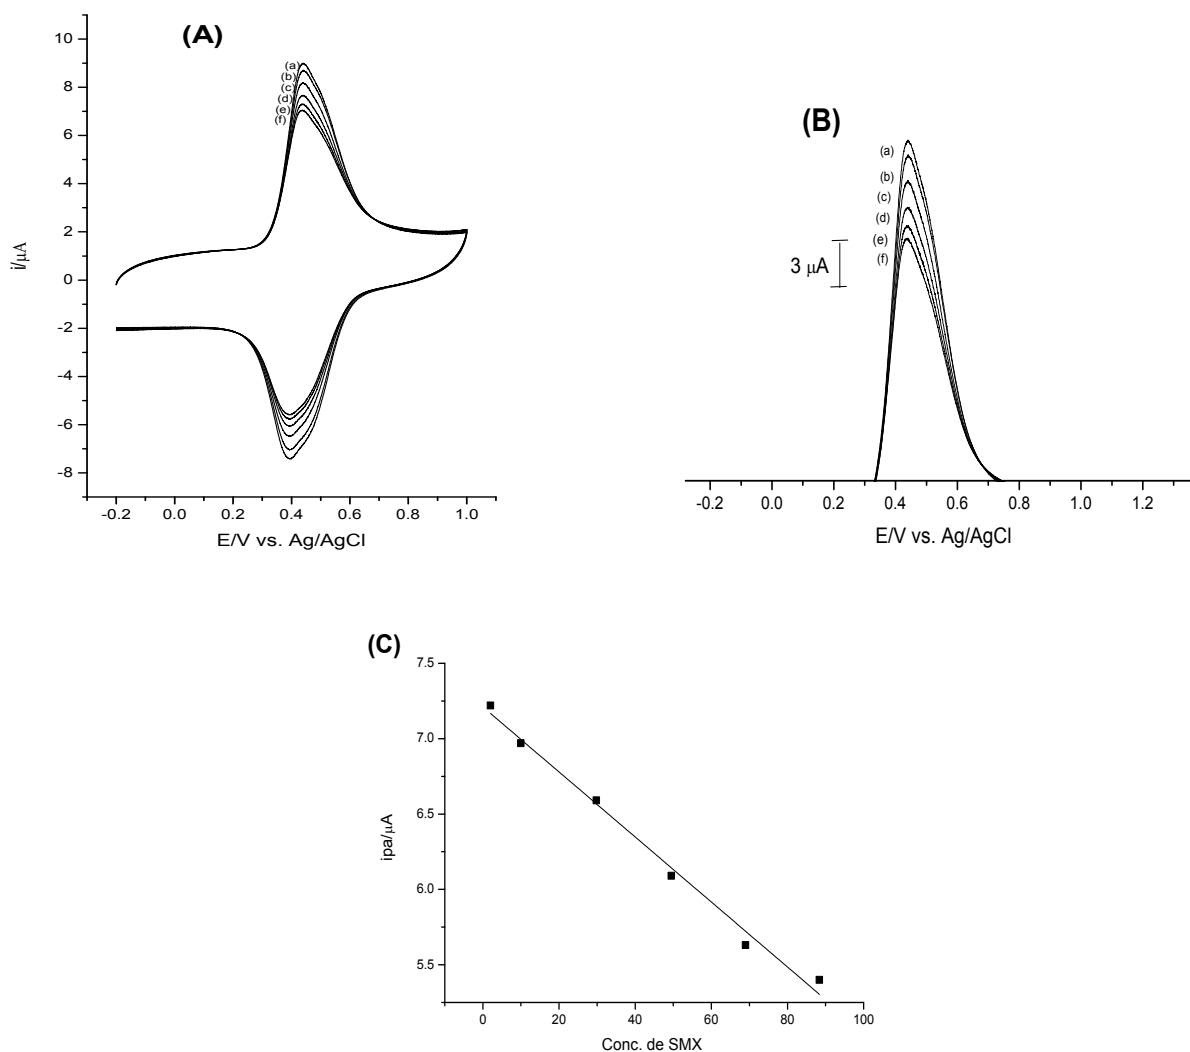 (A)
10
8
6
4
2
0
-2
-4
-6
-8
i/µA
(a)
(b)
(c)
(d)
(e)
(f)
-0.2 0.0 0.2 0.4 0.6 0.8 1.0
E/V vs. Ag/AgCl
(B)
(a)
(b)
(c)
(d)
(e)
(f)
3 µA
-0.2 0.0 0.2 0.4 0.6 0.8 1.0 1.2
E/V vs. Ag/AgCl
(C)
7.5
7.0
6.5
6.0
5.5
ipa/µA
0 20 40 60 80 100
Conc. de SMX